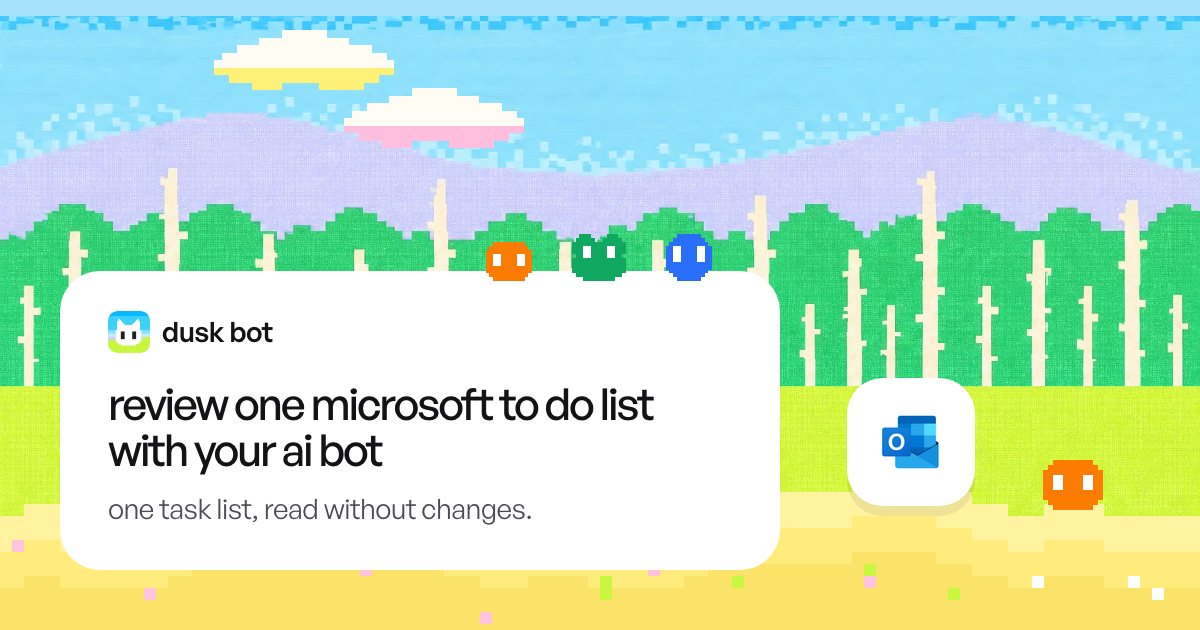 dusk bot
review one microsoft to do list
with your ai bot
one task list, read without changes.
O